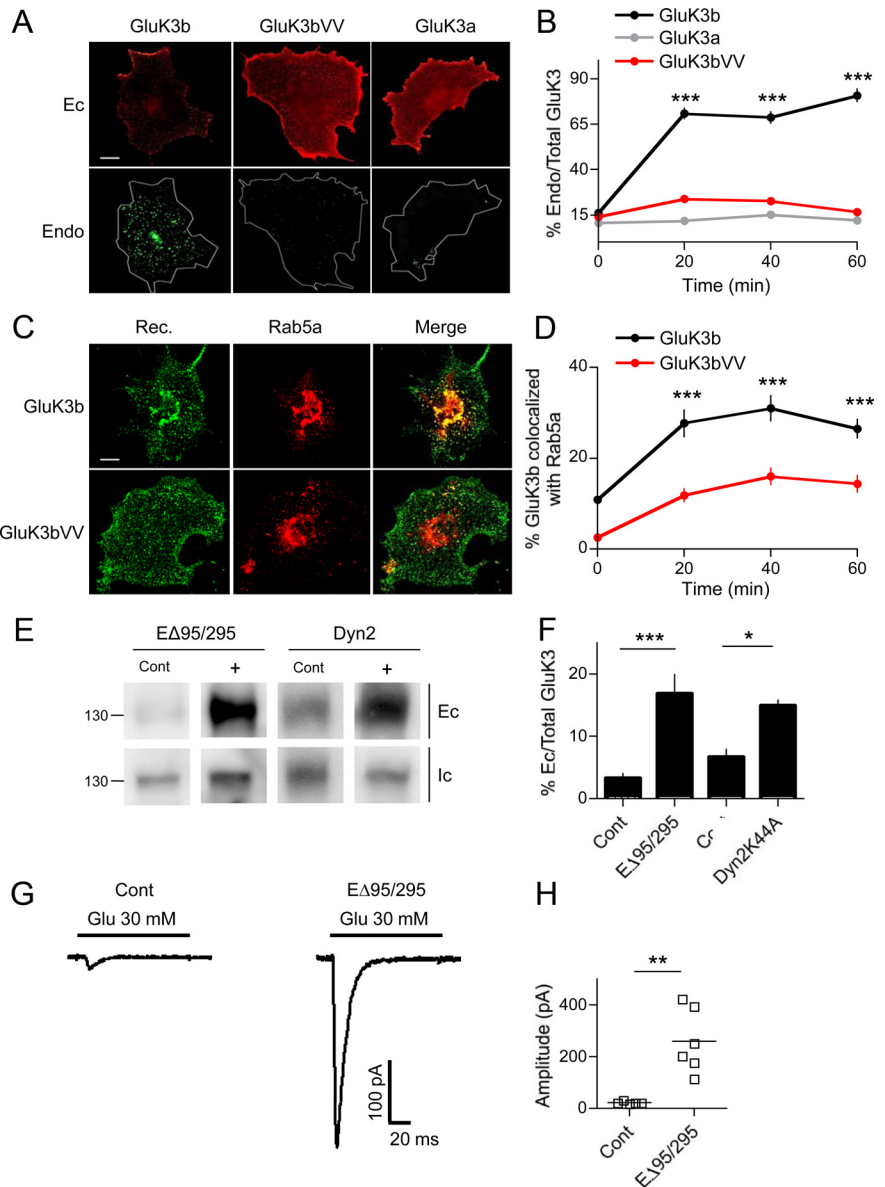 A
GluK3b GluK3bVV GluK3a
Ec
Endo
B
GluK3b
GluK3a
GluK3bVV
% Endo/Total GluK3
90
65
40
15
*** *** ***
0 20 40 60
Time (min)
C
Rec. Rab5a Merge
GluK3b
GluK3bVV
D
GluK3b
GluK3bVV
% GluK3b colocalized
with Rab5a
40
20
0
*** *** ***
0 20 40 60
Time (min)
E
EΔ95/295 Dyn2
Cont + Cont +
130 Ec
130 Ic
F
% Ec/Total GluK3
20
10
0
*** *
Cont
EΔ95/295
Dyn2K44A
G
Cont EΔ95/295
Glu 30 mM Glu 30 mM
100 pA
20 ms
H
Amplitude (pA)
400
200
0
**
Cont
EΔ95/295